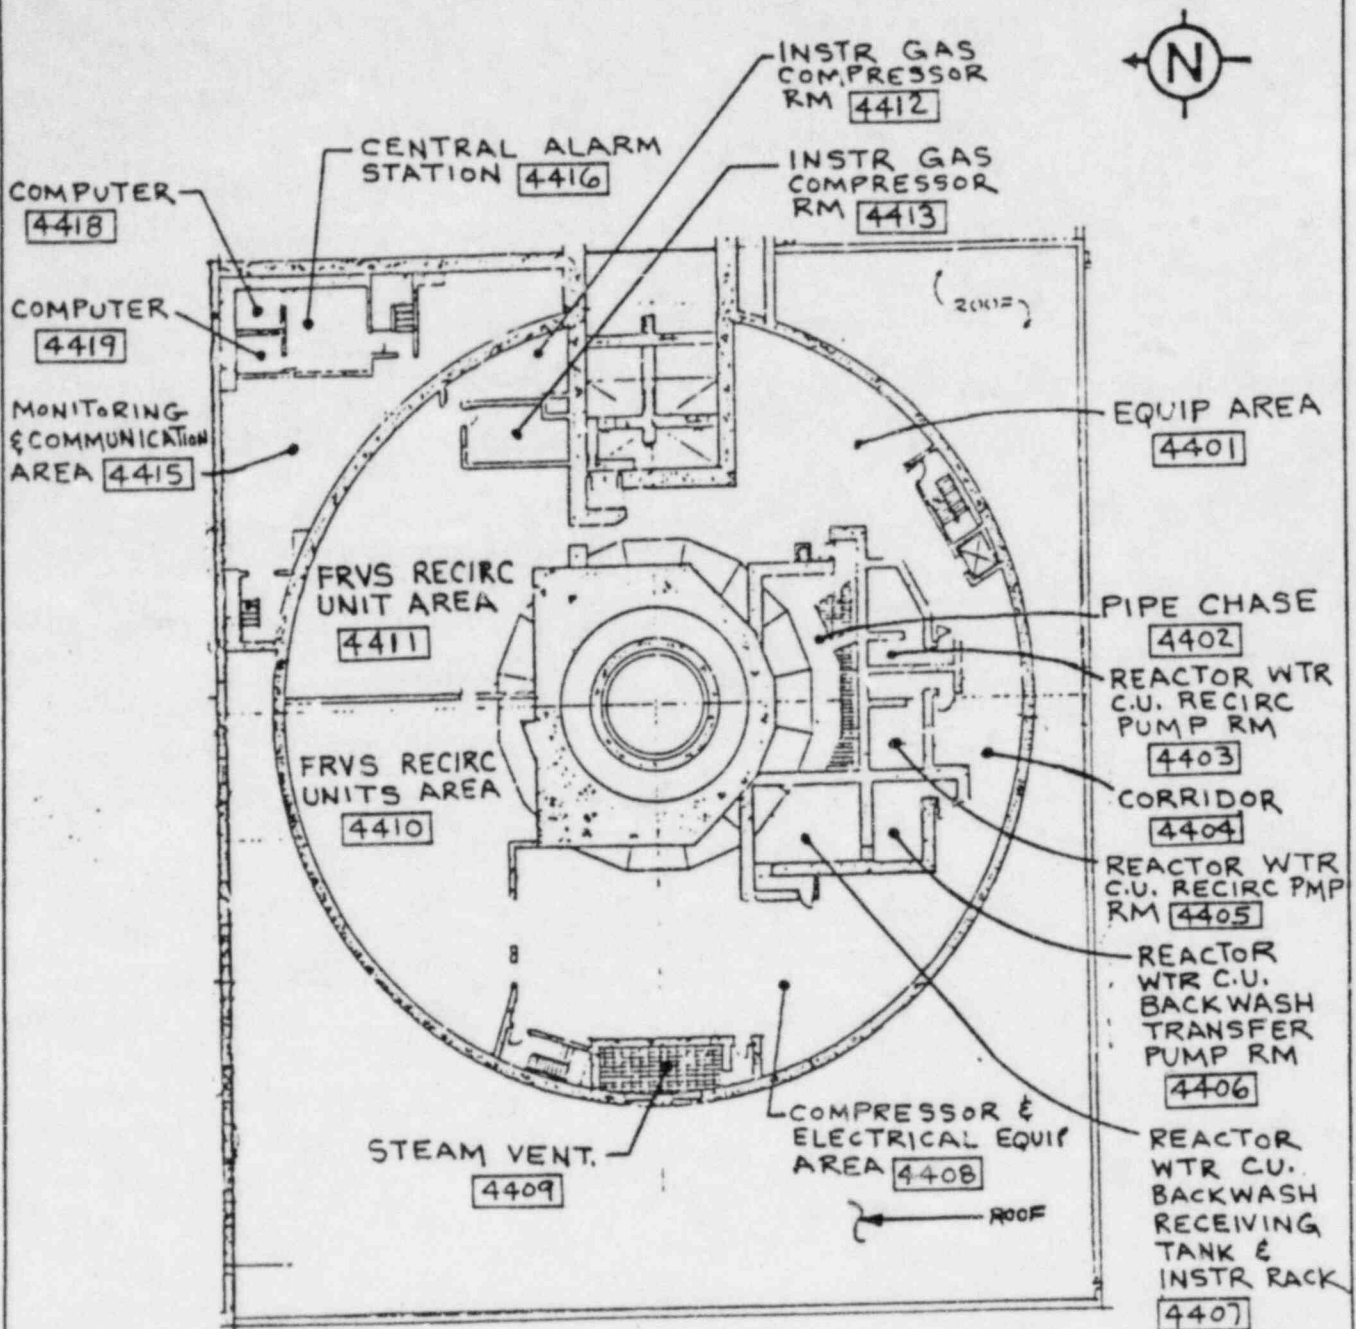 N
INSTR GAS
COMPRESSOR
RM 4412
CENTRAL ALARM
STATION 4416
INSTR GAS
COMPRESSOR
RM 4413
COMPUTER
4418
COMPUTER
4419
MONITORING
& COMMUNICATION
AREA 4415
EQUIP AREA
4401
FRVS RECIRC
UNIT AREA
4411
PIPE CHASE
4402
REACTOR WTR
C.U. RECIRC
PUMP RM
4403
FRVS RECIRC
UNITS AREA
4410
CORRIDOR
4404
REACTOR WTR
C.U. RECIRC PMP
RM 4405
REACTOR
WTR C.U.
BACKWASH
TRANSFER
PUMP RM
4406
COMPRESSOR &
ELECTRICAL EQUIP
AREA 4408
STEAM VENT.
4409
REACTOR
WTR C.U.
BACKWASH
RECEIVING
TANK &
INSTR RACK
4407
ROOF